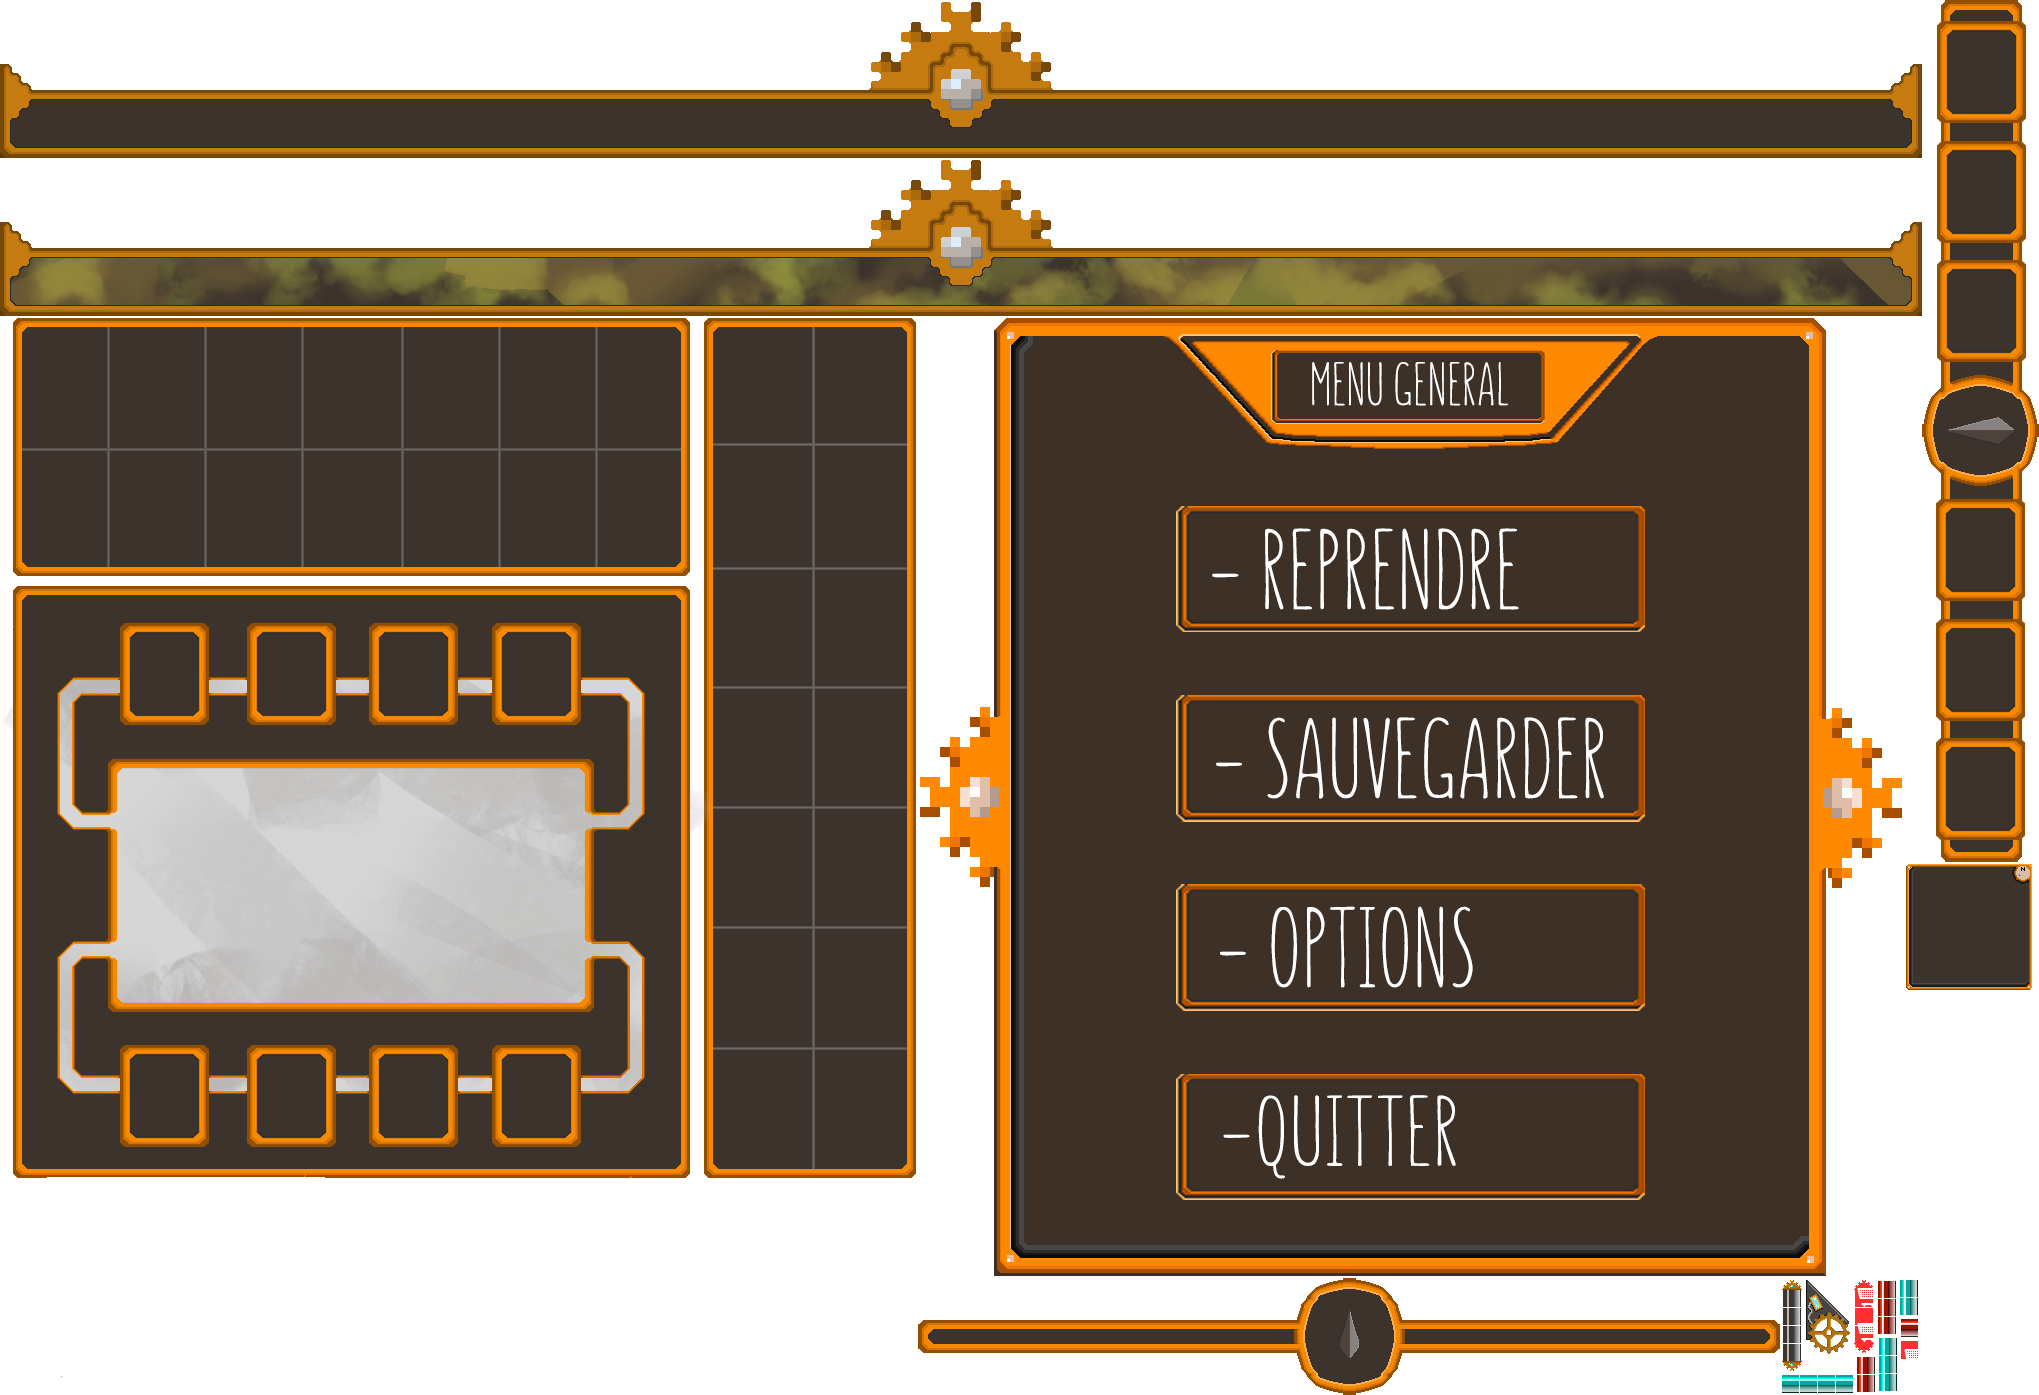 MENU GENERAL
- REPRENDRE
- SAUVEGARDER
- OPTIONS
-QUITTER
N